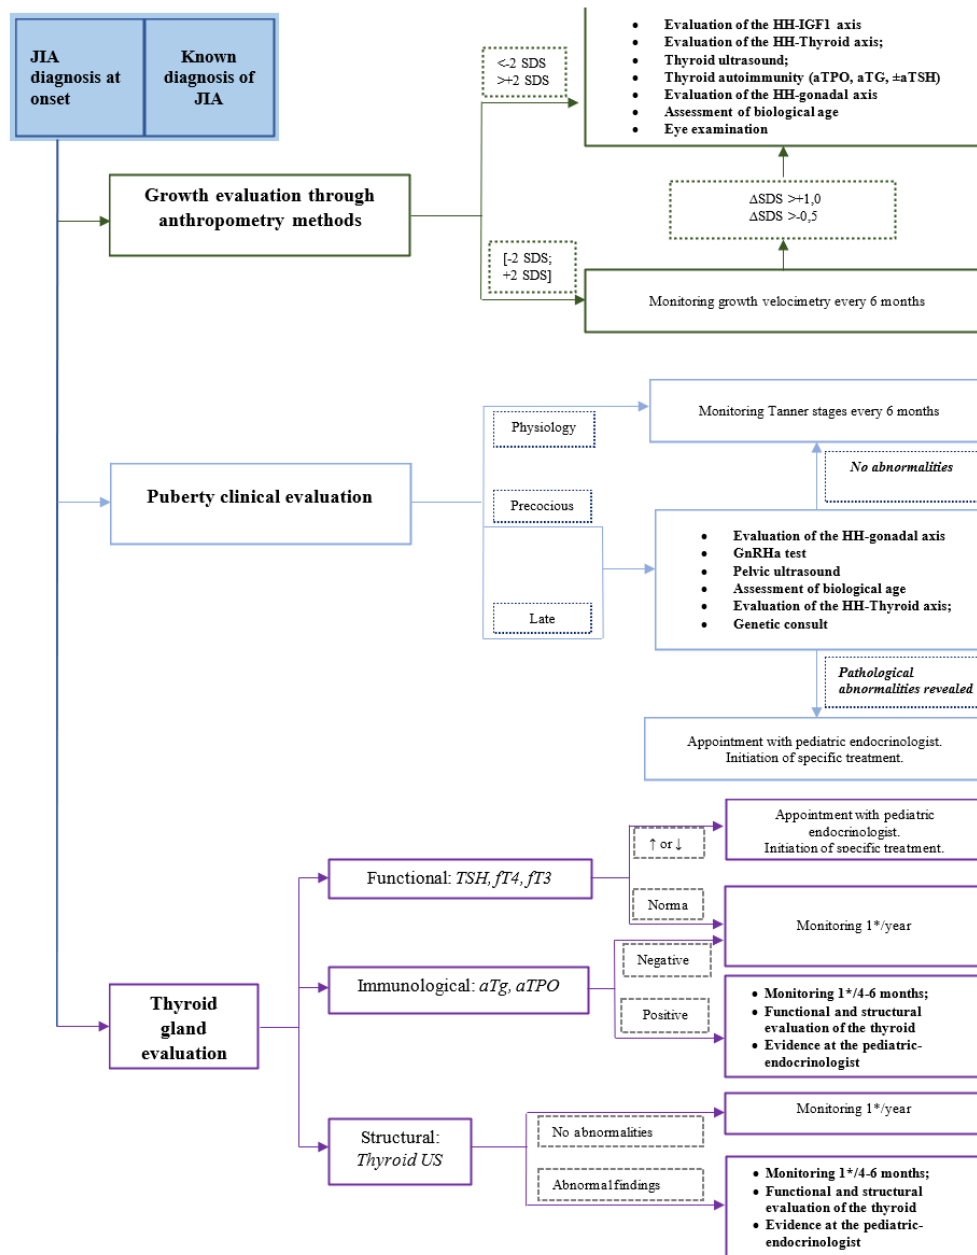 JIA
diagnosis at
onset
Known
diagnosis of
JIA
<-2 SDS
>+2 SDS
• Evaluation of the HH-IGF1 axis
• Evaluation of the HH-Thyroid axis;
• Thyroid ultrasound;
• Thyroid autoimmunity (aTPO, aTG, ±aTSH)
• Evaluation of the HH-gonadal axis
• Assessment of biological age
• Eye examination
Growth evaluation through
anthropometry methods
ΔSDS >+1,0
ΔSDS >-0,5
[-2 SDS;
+2 SDS]
Monitoring growth velocimetry every 6 months
Puberty clinical evaluation
Physiology
Monitoring Tanner stages every 6 months
No abnormalities
Precocious
Late
• Evaluation of the HH-gonadal axis
• GnRHa test
• Pelvic ultrasound
• Assessment of biological age
• Evaluation of the HH-Thyroid axis;
• Genetic consult
Pathological
abnormalities revealed
Appointment with pediatric endocrinologist.
Initiation of specific treatment.
Thyroid
gland
evaluation
Functional: TSH, fT4, fT3
↑ or ↓
Appointment with pediatric
endocrinologist.
Initiation of specific treatment.
Norma
Monitoring 1*/year
Immunological: aTg, aTPO
Negative
Positive
• Monitoring 1*/4-6 months;
• Functional and structural
evaluation of the thyroid
• Evidence at the pediatric-
endocrinologist
Structural:
Thyroid US
No abnormalities
Monitoring 1*/year
Abnormal findings
• Monitoring 1*/4-6 months;
• Functional and structural
evaluation of the thyroid
• Evidence at the pediatric-
endocrinologist